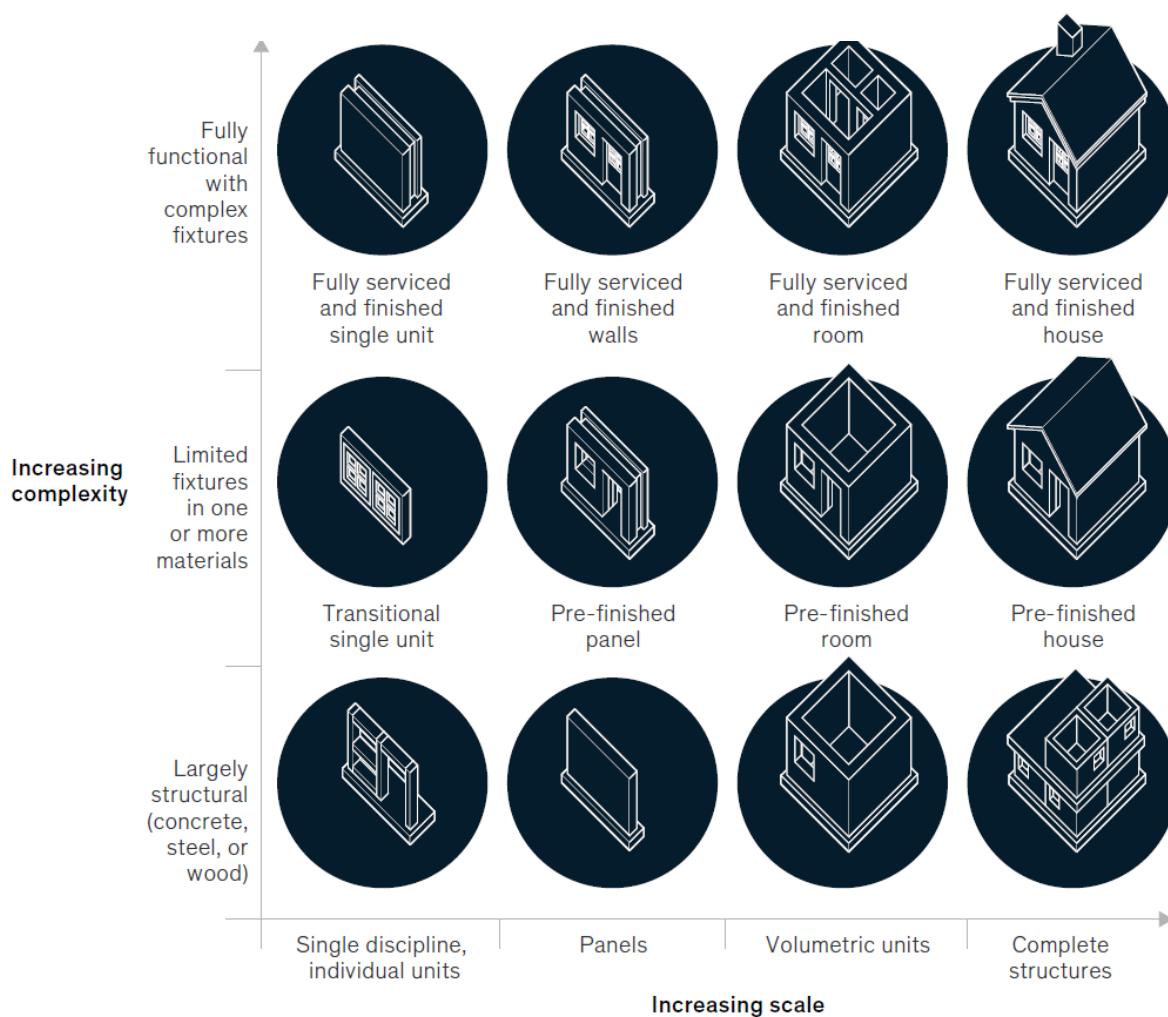 Fully
functional
with
complex
fixtures
Fully serviced
and finished
single unit
Fully serviced
and finished
walls
Fully serviced
and finished
room
Fully serviced
and finished
house
Increasing
complexity
Limited
fixtures
in one
or more
materials
Transitional
single unit
Pre-finished
panel
Pre-finished
room
Pre-finished
house
Largely
structural
(concrete,
steel, or
wood)
Single discipline,
individual units
Panels
Volumetric units
Complete
structures
Increasing scale